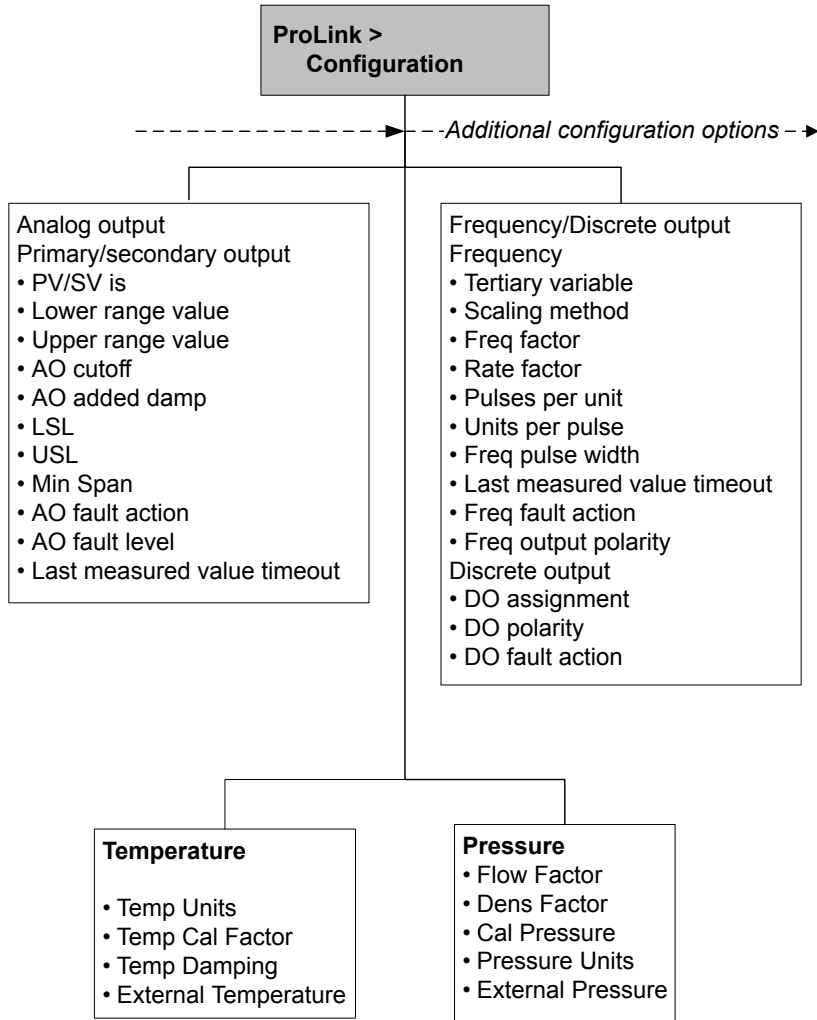 ProLink >
Configuration
Additional configuration options
Analog output
Primary/secondary output
• PV/SV is
• Lower range value
• Upper range value
• AO cutoff
• AO added damp
• LSL
• USL
• Min Span
• AO fault action
• AO fault level
• Last measured value timeout
Frequency/Discrete output
Frequency
• Tertiary variable
• Scaling method
• Freq factor
• Rate factor
• Pulses per unit
• Units per pulse
• Freq pulse width
• Last measured value timeout
• Freq fault action
• Freq output polarity
Discrete output
• DO assignment
• DO polarity
• DO fault action
Temperature
• Temp Units
• Temp Cal Factor
• Temp Damping
• External Temperature
Pressure
• Flow Factor
• Dens Factor
• Cal Pressure
• Pressure Units
• External Pressure